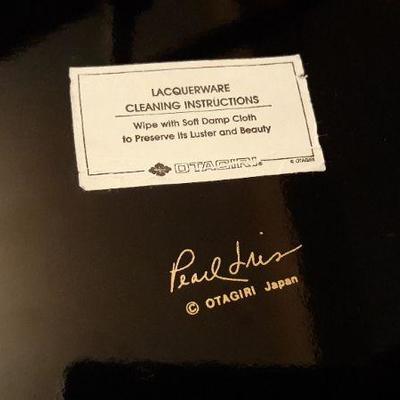 LACQUERWARE
CLEANING INSTRUCTIONS
Wipe with Soft Damp Cloth
to Preserve its Luster and Beauty
OTAGIRI®
© OTAGIRI
Pearl Iris
© OTAGIRI Japan